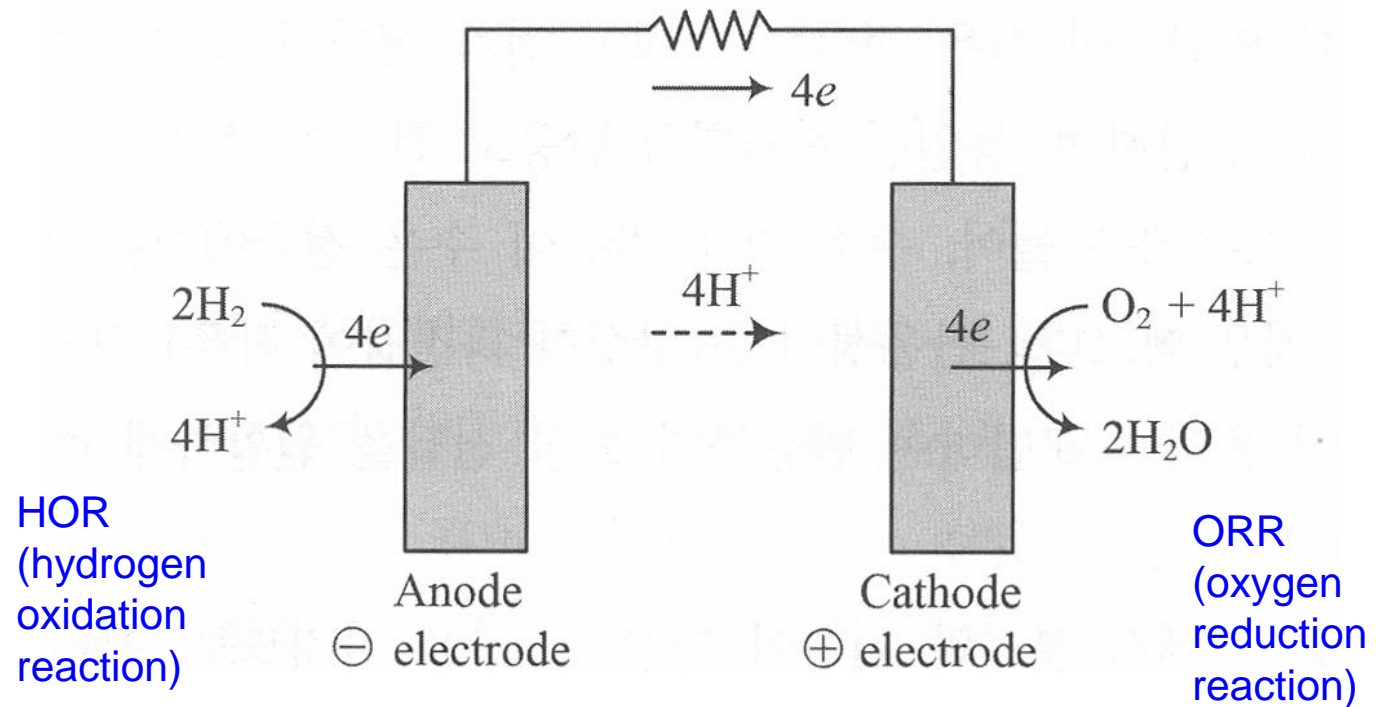 4e
2H₂
4e
4H⁺
4H⁺
4e
O₂ + 4H⁺
2H₂O
HOR
(hydrogen
oxidation
reaction)
Anode
⊖ electrode
Cathode
⊕ electrode
ORR
(oxygen
reduction
reaction)